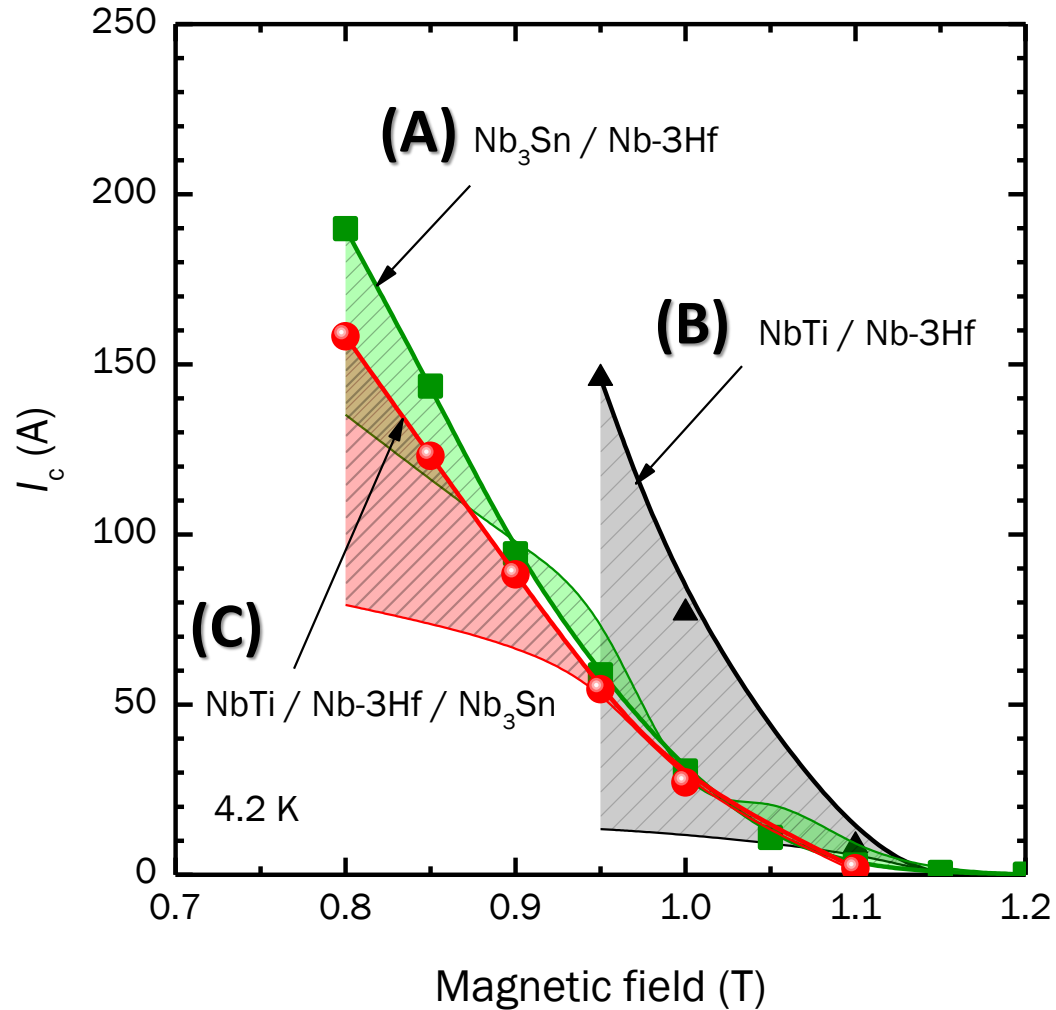 250
200
150
100
50
0
I_c (A)
(A) Nb₃Sn / Nb-3Hf
(B) NbTi / Nb-3Hf
(C)
NbTi / Nb-3Hf / Nb₃Sn
4.2 K
0.7 0.8 0.9 1.0 1.1 1.2
Magnetic field (T)